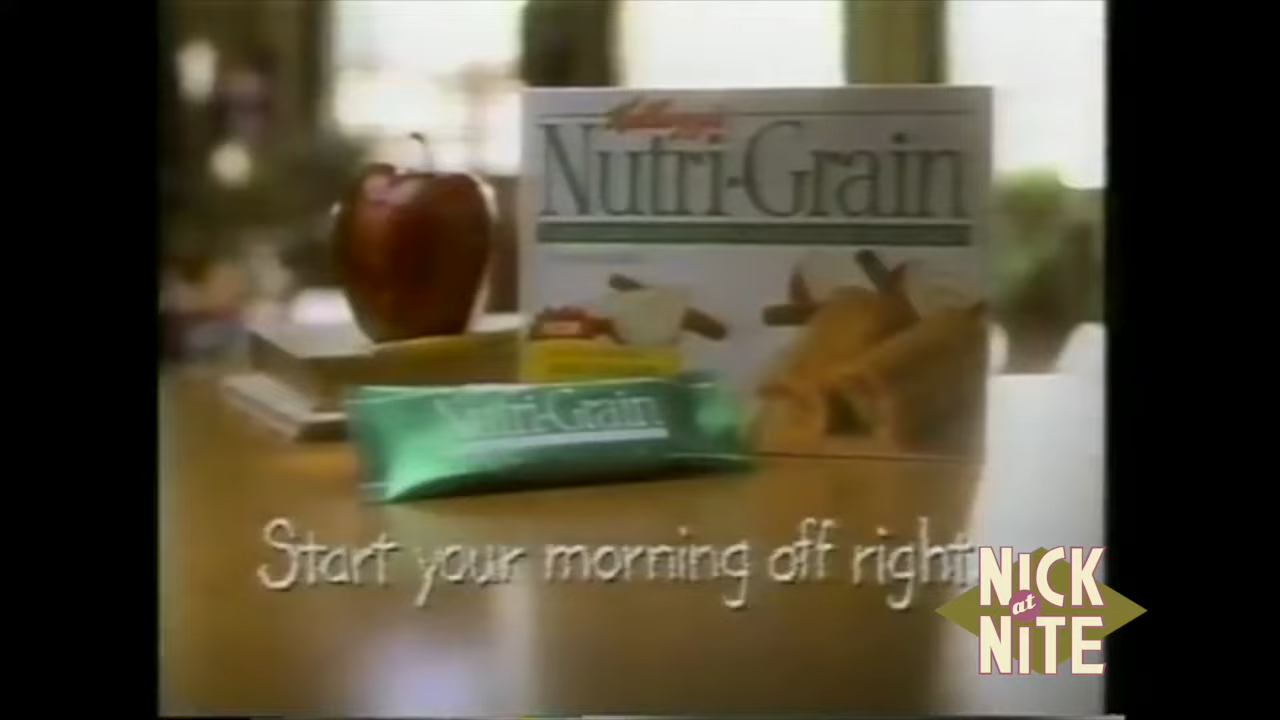 Kellogg's
Nutri-Grain
Nutri-Grain
Start your morning off right
NICK
at
NITE